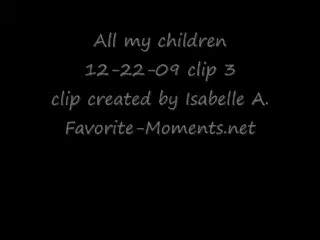 All my children
12-22-09 clip 3
clip created by Isabelle A.
Favorite-Moments.net